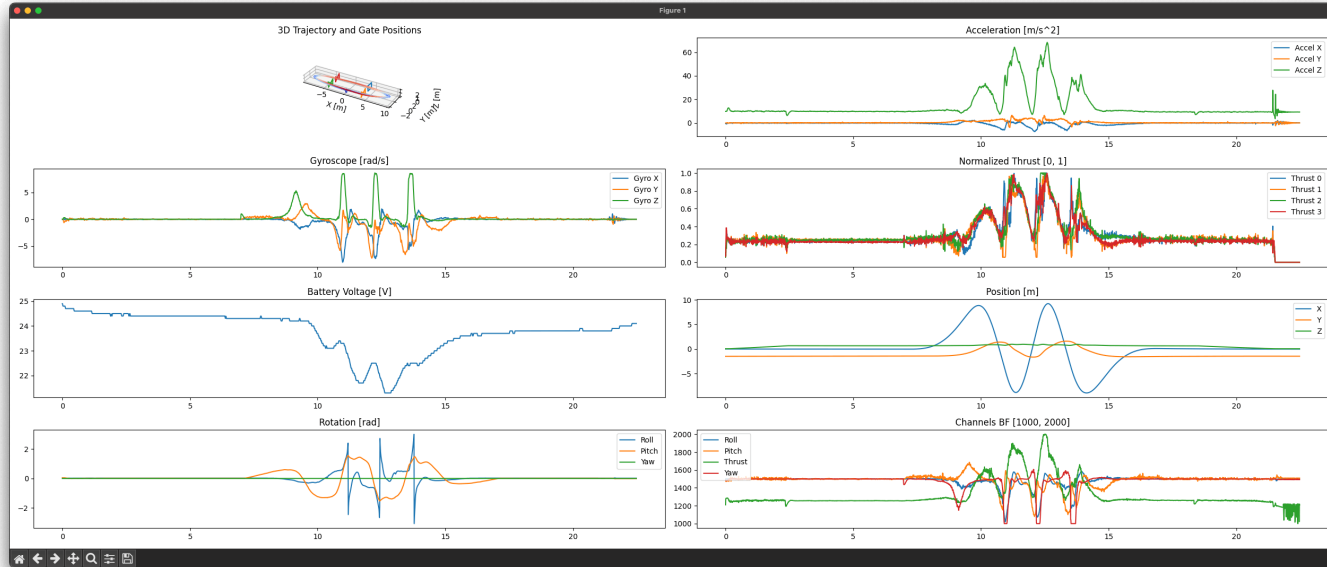 Figure 1
3D Trajectory and Gate Positions
−5
0
5
10
X [m]
−2
0
2
Y [m]
2
Z [m]
Acceleration [m/s^2]
60
40
20
0
0 5 10 15 20
Accel X
Accel Y
Accel Z
Gyroscope [rad/s]
5
0
−5
0 5 10 15 20
Gyro X
Gyro Y
Gyro Z
Normalized Thrust [0, 1]
1.0
0.8
0.6
0.4
0.2
0.0
0 5 10 15 20
Thrust 0
Thrust 1
Thrust 2
Thrust 3
Battery Voltage [V]
25
24
23
22
0 5 10 15 20
Position [m]
10
5
0
−5
0 5 10 15 20
X
Y
Z
Rotation [rad]
2
0
−2
0 5 10 15 20
Roll
Pitch
Yaw
Channels BF [1000, 2000]
2000
1800
1600
1400
1200
1000
0 5 10 15 20
Roll
Pitch
Thrust
Yaw